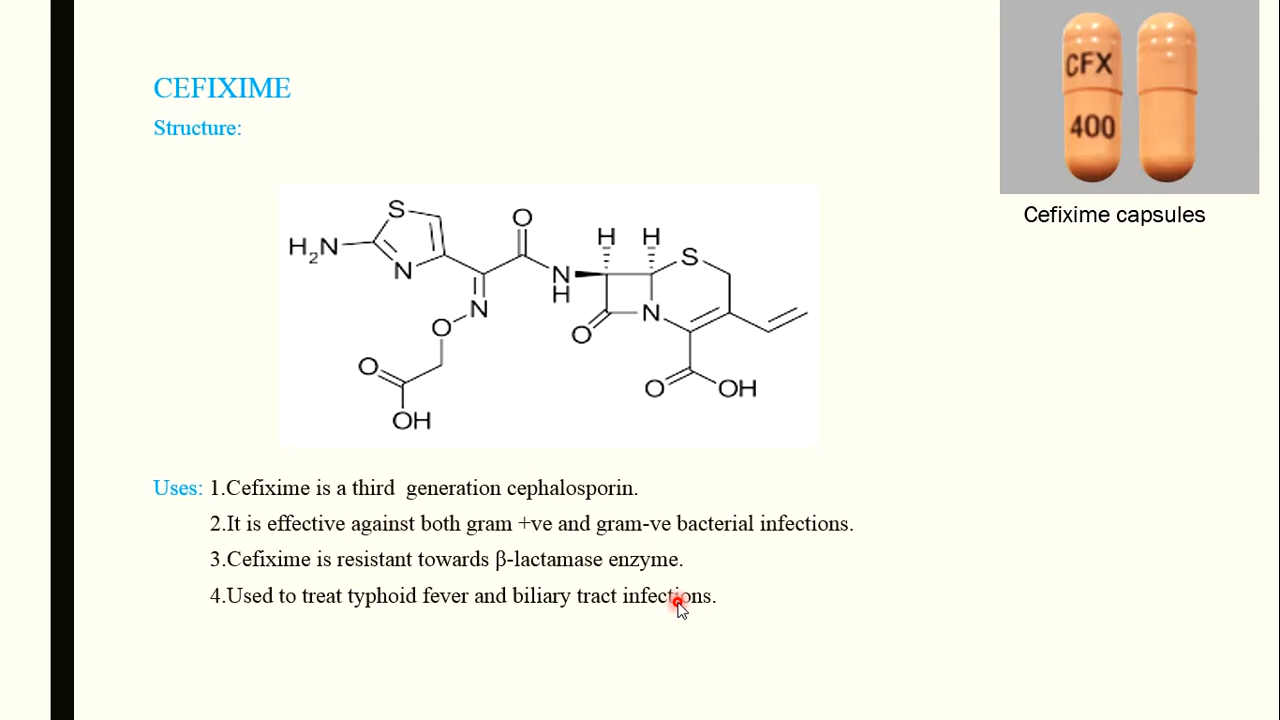 CEFIXIME
Structure:
CFX
400
Cefixime capsules
S
O
H H
H₂N
S
N
N
H
N
N
O
O
O
O
OH
OH
Uses: 1.Cefixime is a third  generation cephalosporin.
2.It is effective against both gram +ve and gram-ve bacterial infections.
3.Cefixime is resistant towards β-lactamase enzyme.
4.Used to treat typhoid fever and biliary tract infections.